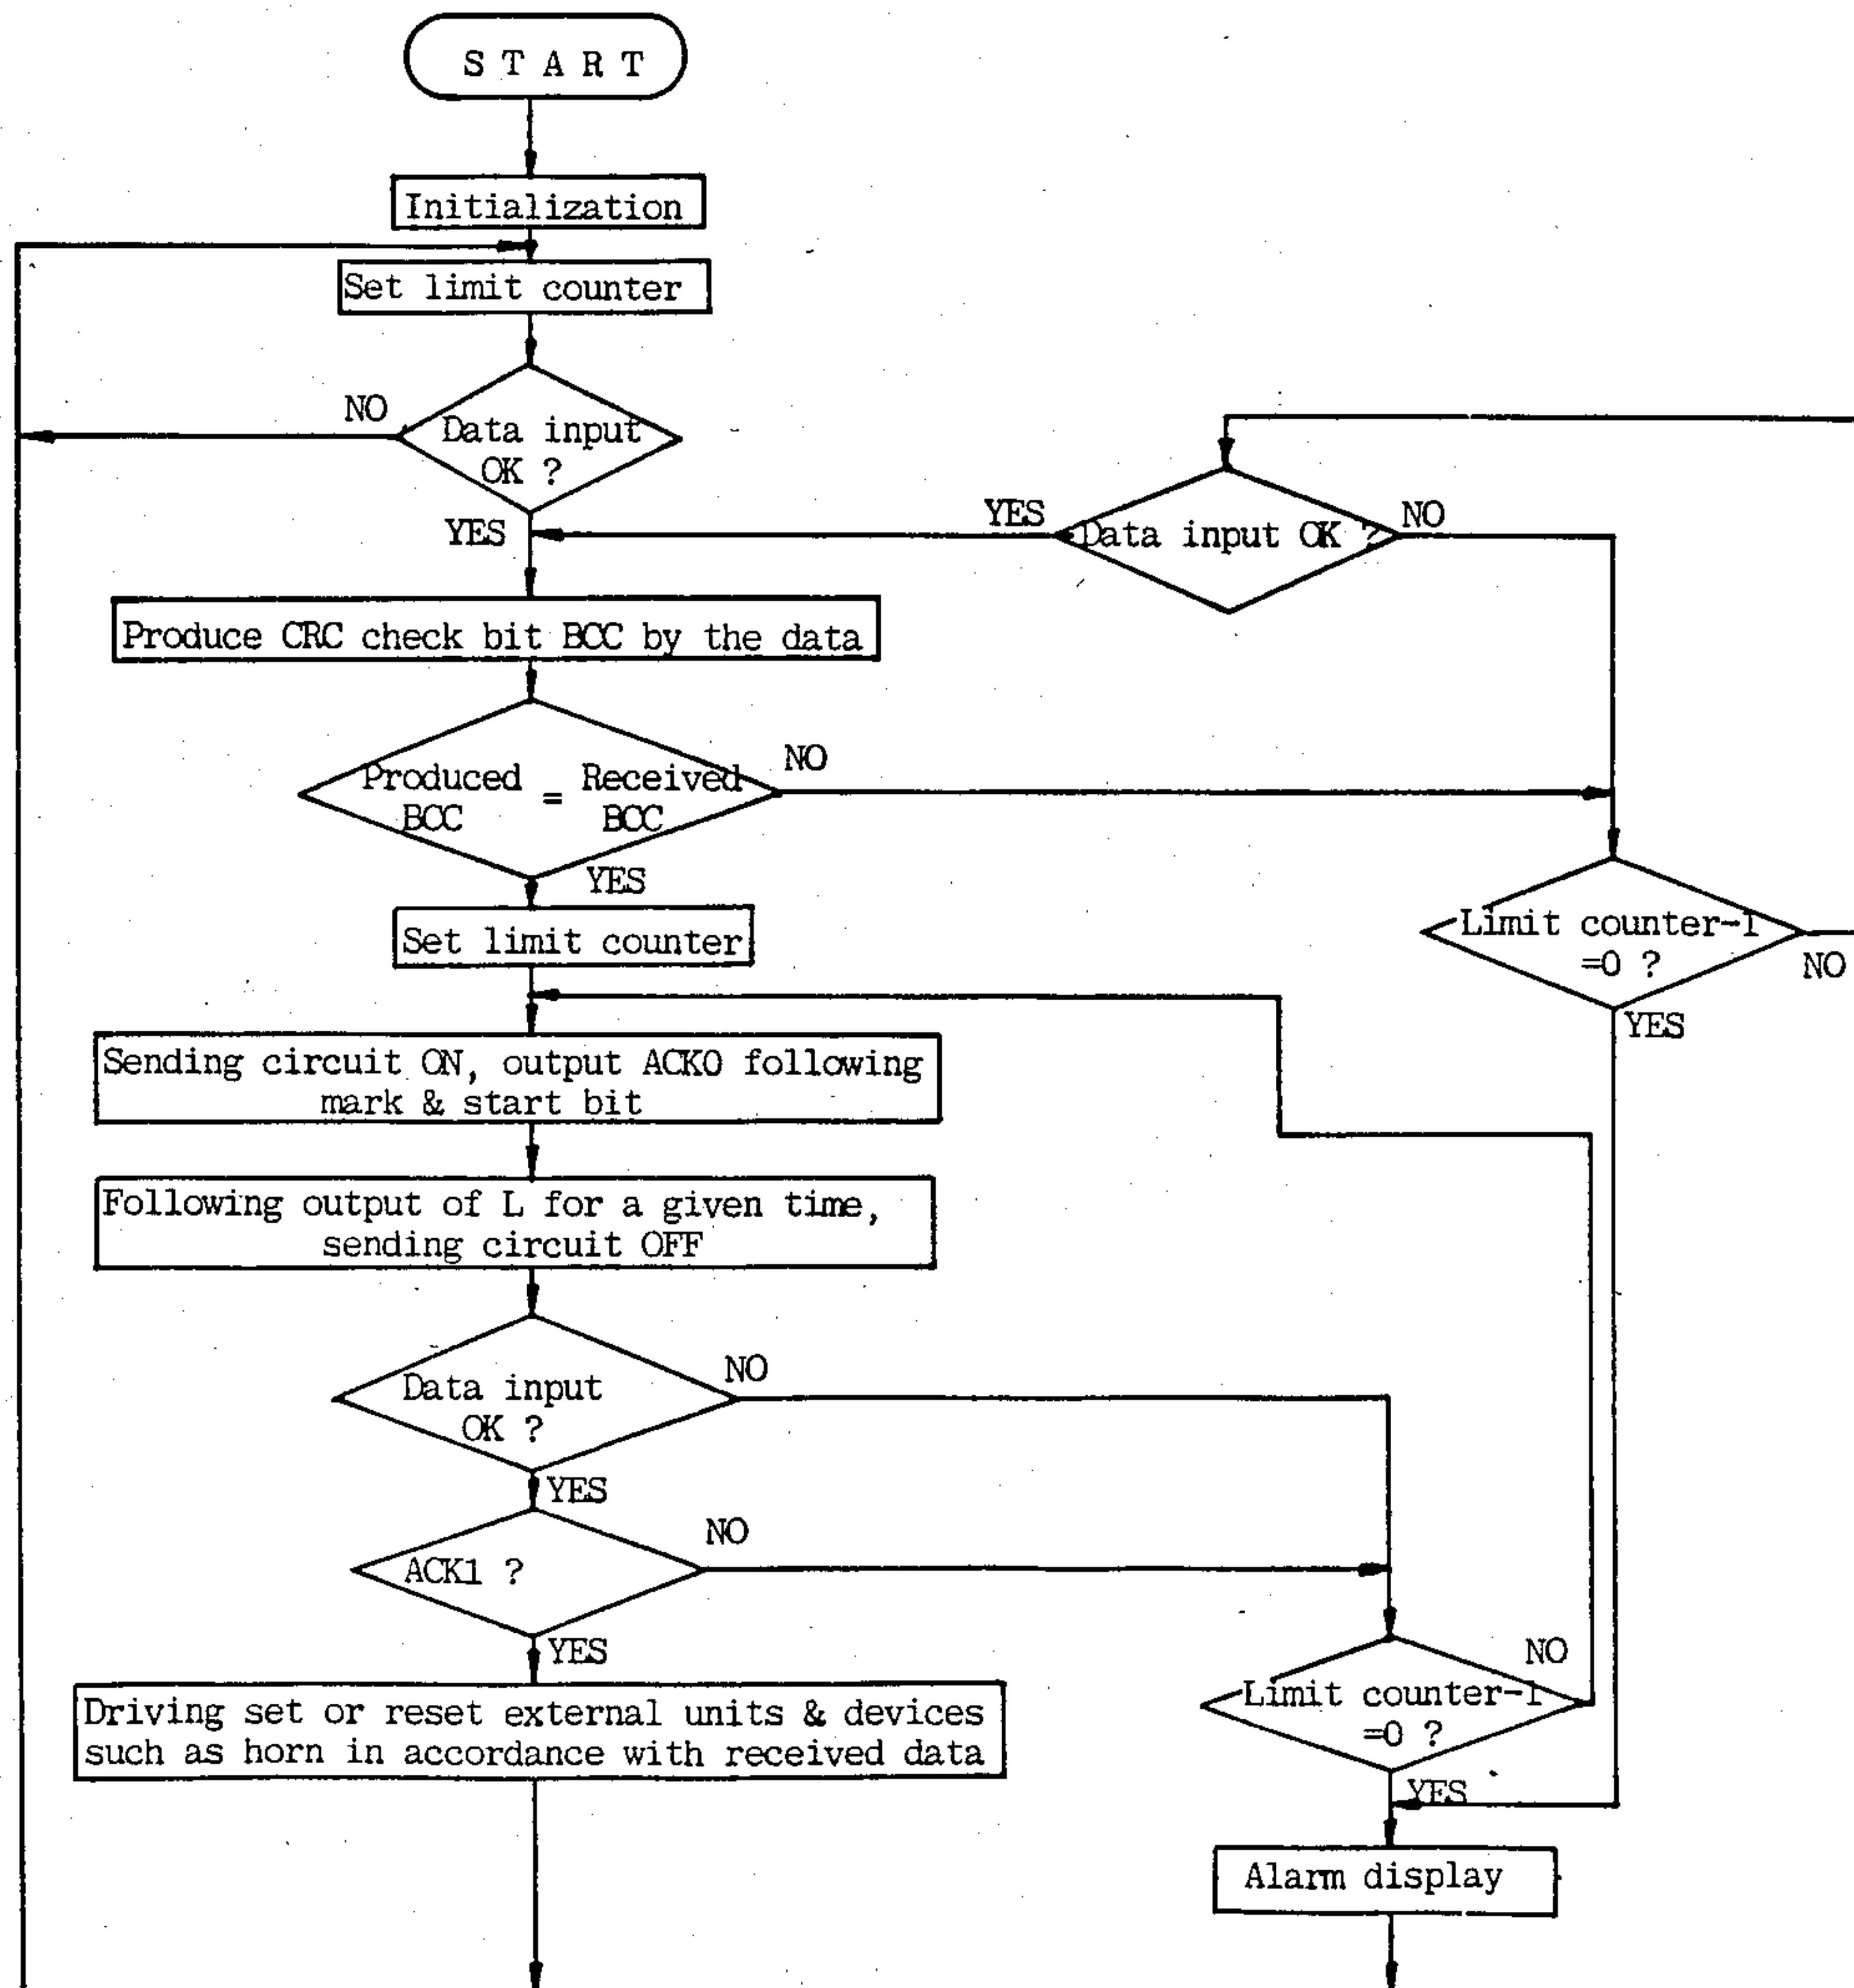 S T A R T
Initialization
Set limit counter
NO
Data input
OK ?
YES
YES
Data input OK ?
NO
Produce CRC check bit BCC by the data
Produced BCC = Received BCC
NO
YES
Set limit counter
Limit counter-1
=0 ?
NO
YES
Sending circuit ON, output ACK0 following
mark & start bit
Following output of L for a given time,
sending circuit OFF
Data input
OK ?
NO
YES
ACK1 ?
NO
YES
Driving set or reset external units & devices
such as horn in accordance with received data
Limit counter-1
=0 ?
NO
YES
Alarm display